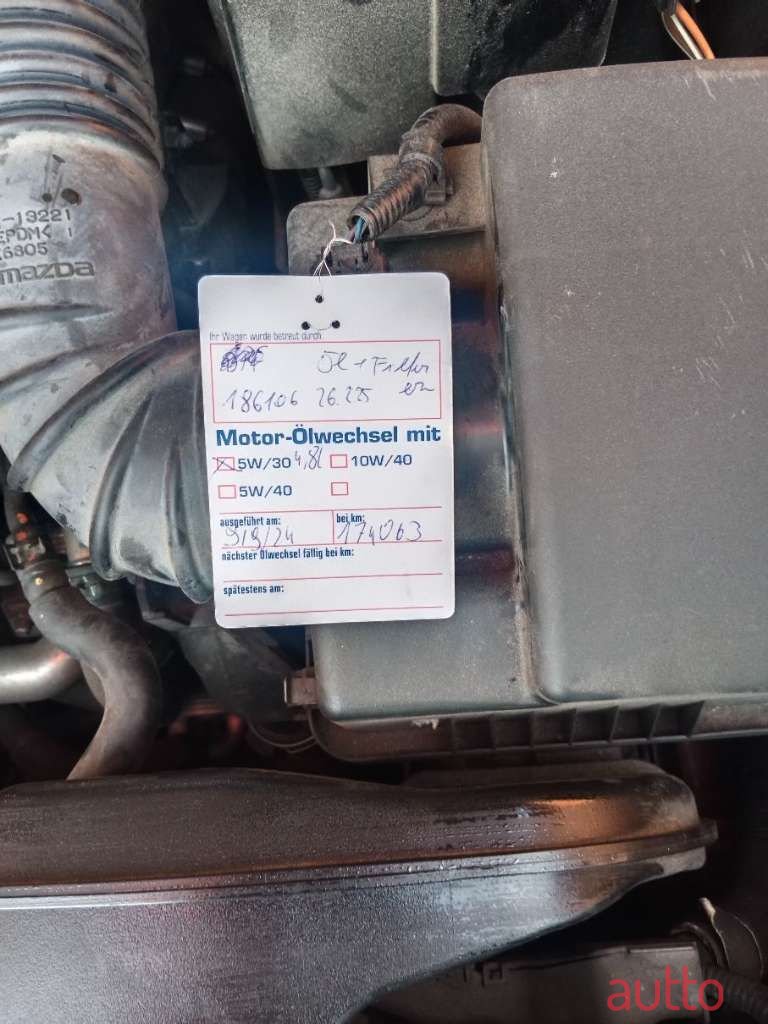 -13221
EPDM<
mazda
Ihr Wagen wurde betreut durch:
Öl + Filter
186106 26.2.25
Motor-Ölwechsel mit
5W/30 4,8l 10W/40
5W/40
ausgeführt am: bei km:
9/9/24 174063
nächster Ölwechsel fällig bei km:
spätestens am:
autto